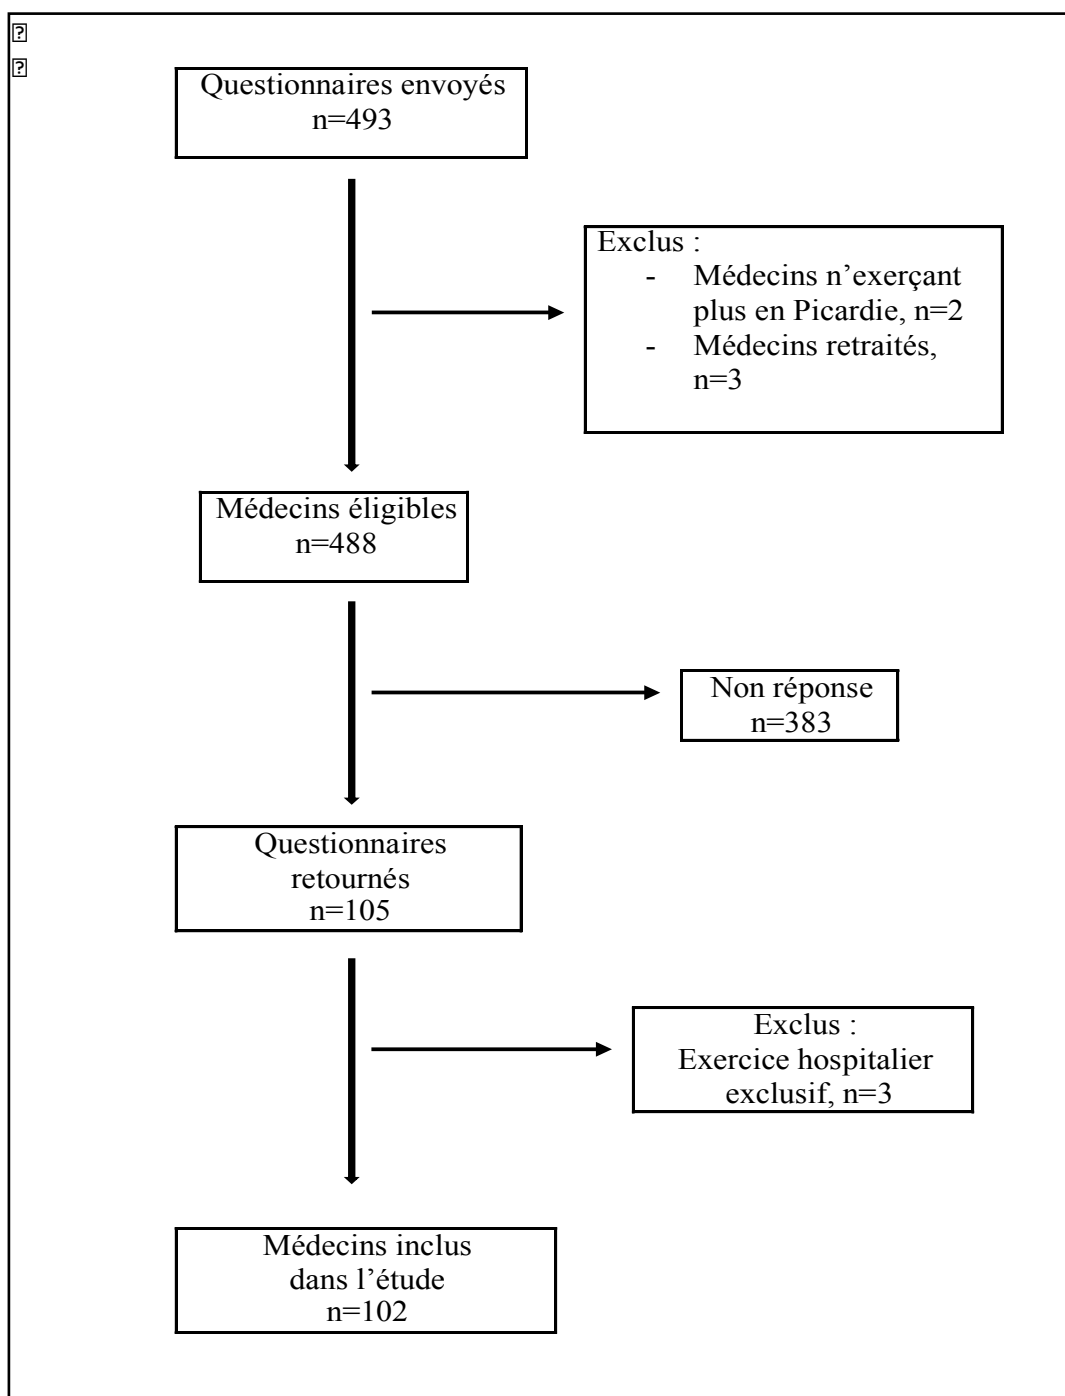 Questionnaires envoyés
n=493
Exclus :
- Médecins n’exerçant
plus en Picardie, n=2
- Médecins retraités,
n=3
Médecins éligibles
n=488
Non réponse
n=383
Questionnaires
retournés
n=105
Exclus :
Exercice hospitalier
exclusif, n=3
Médecins inclus
dans l’étude
n=102